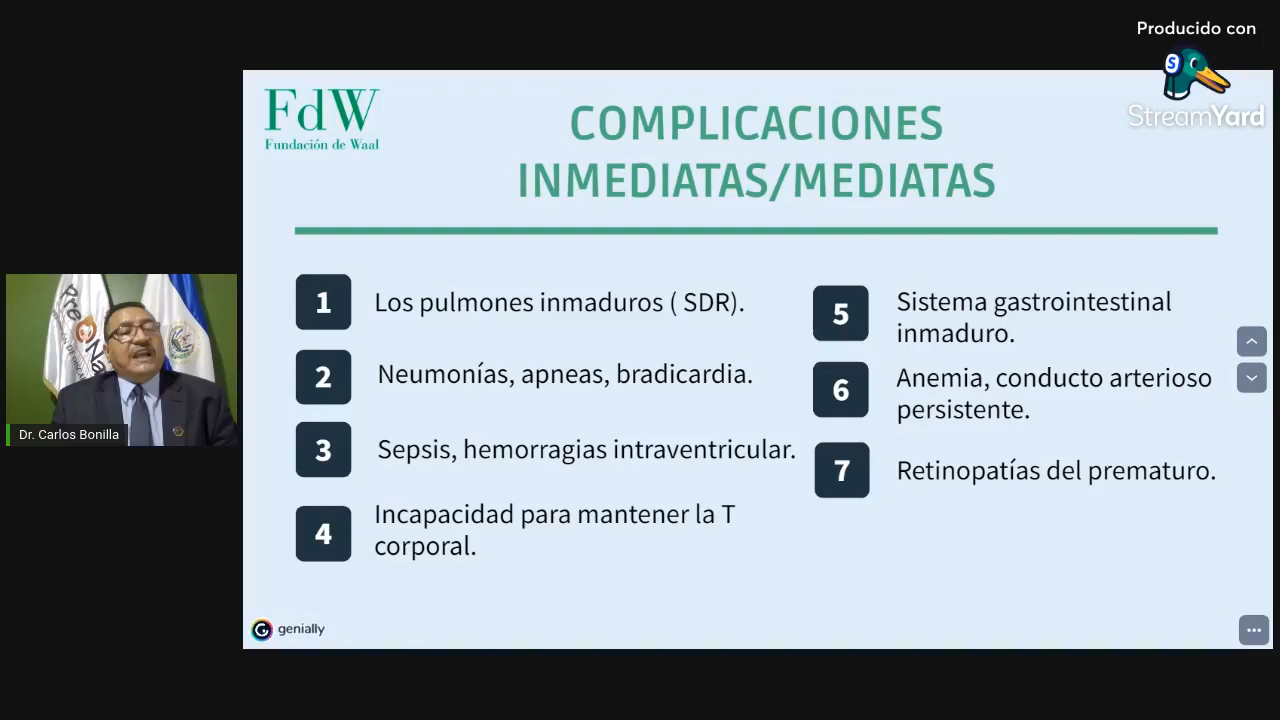 Producido con
StreamYard
FdW
Fundación de Waal
COMPLICACIONES
INMEDIATAS/MEDIATAS
1
Los pulmones inmaduros ( SDR).
2
Neumonías, apneas, bradicardia.
3
Sepsis, hemorragias intraventricular.
4
Incapacidad para mantener la T
corporal.
5
Sistema gastrointestinal
inmaduro.
6
Anemia, conducto arterioso
persistente.
7
Retinopatías del prematuro.
Dr. Carlos Bonilla
genially